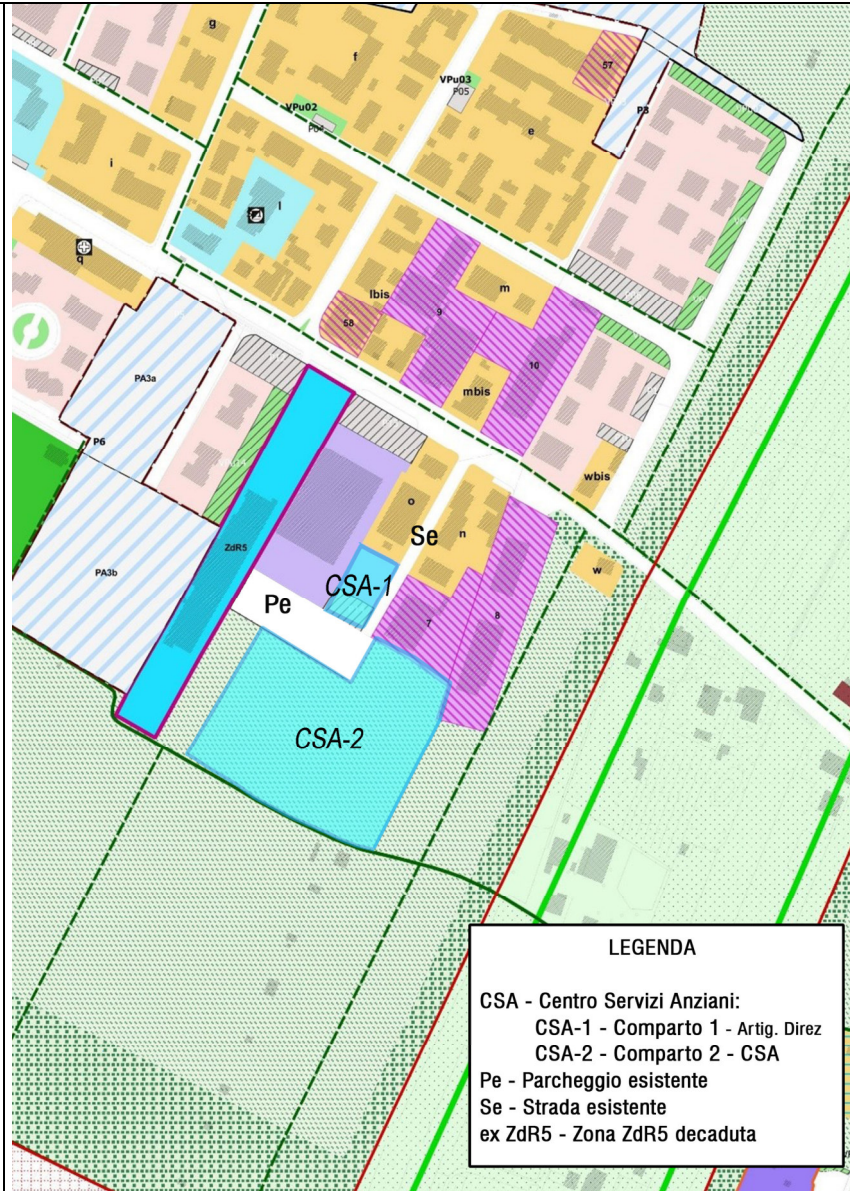 g
f
57
VPu03
P05
P8
VPu02
e
i
l
q
lbis
m
9
58
10
mbis
PA3a
P6
wbis
o
Se
n
ZdR5
w
CSA-1
PA3b
Pe
7
8
CSA-2
LEGENDA
CSA - Centro Servizi Anziani:
CSA-1 - Comparto 1 - Artig. Direz
CSA-2 - Comparto 2 - CSA
Pe - Parcheggio esistente
Se - Strada esistente
ex ZdR5 - Zona ZdR5 decaduta